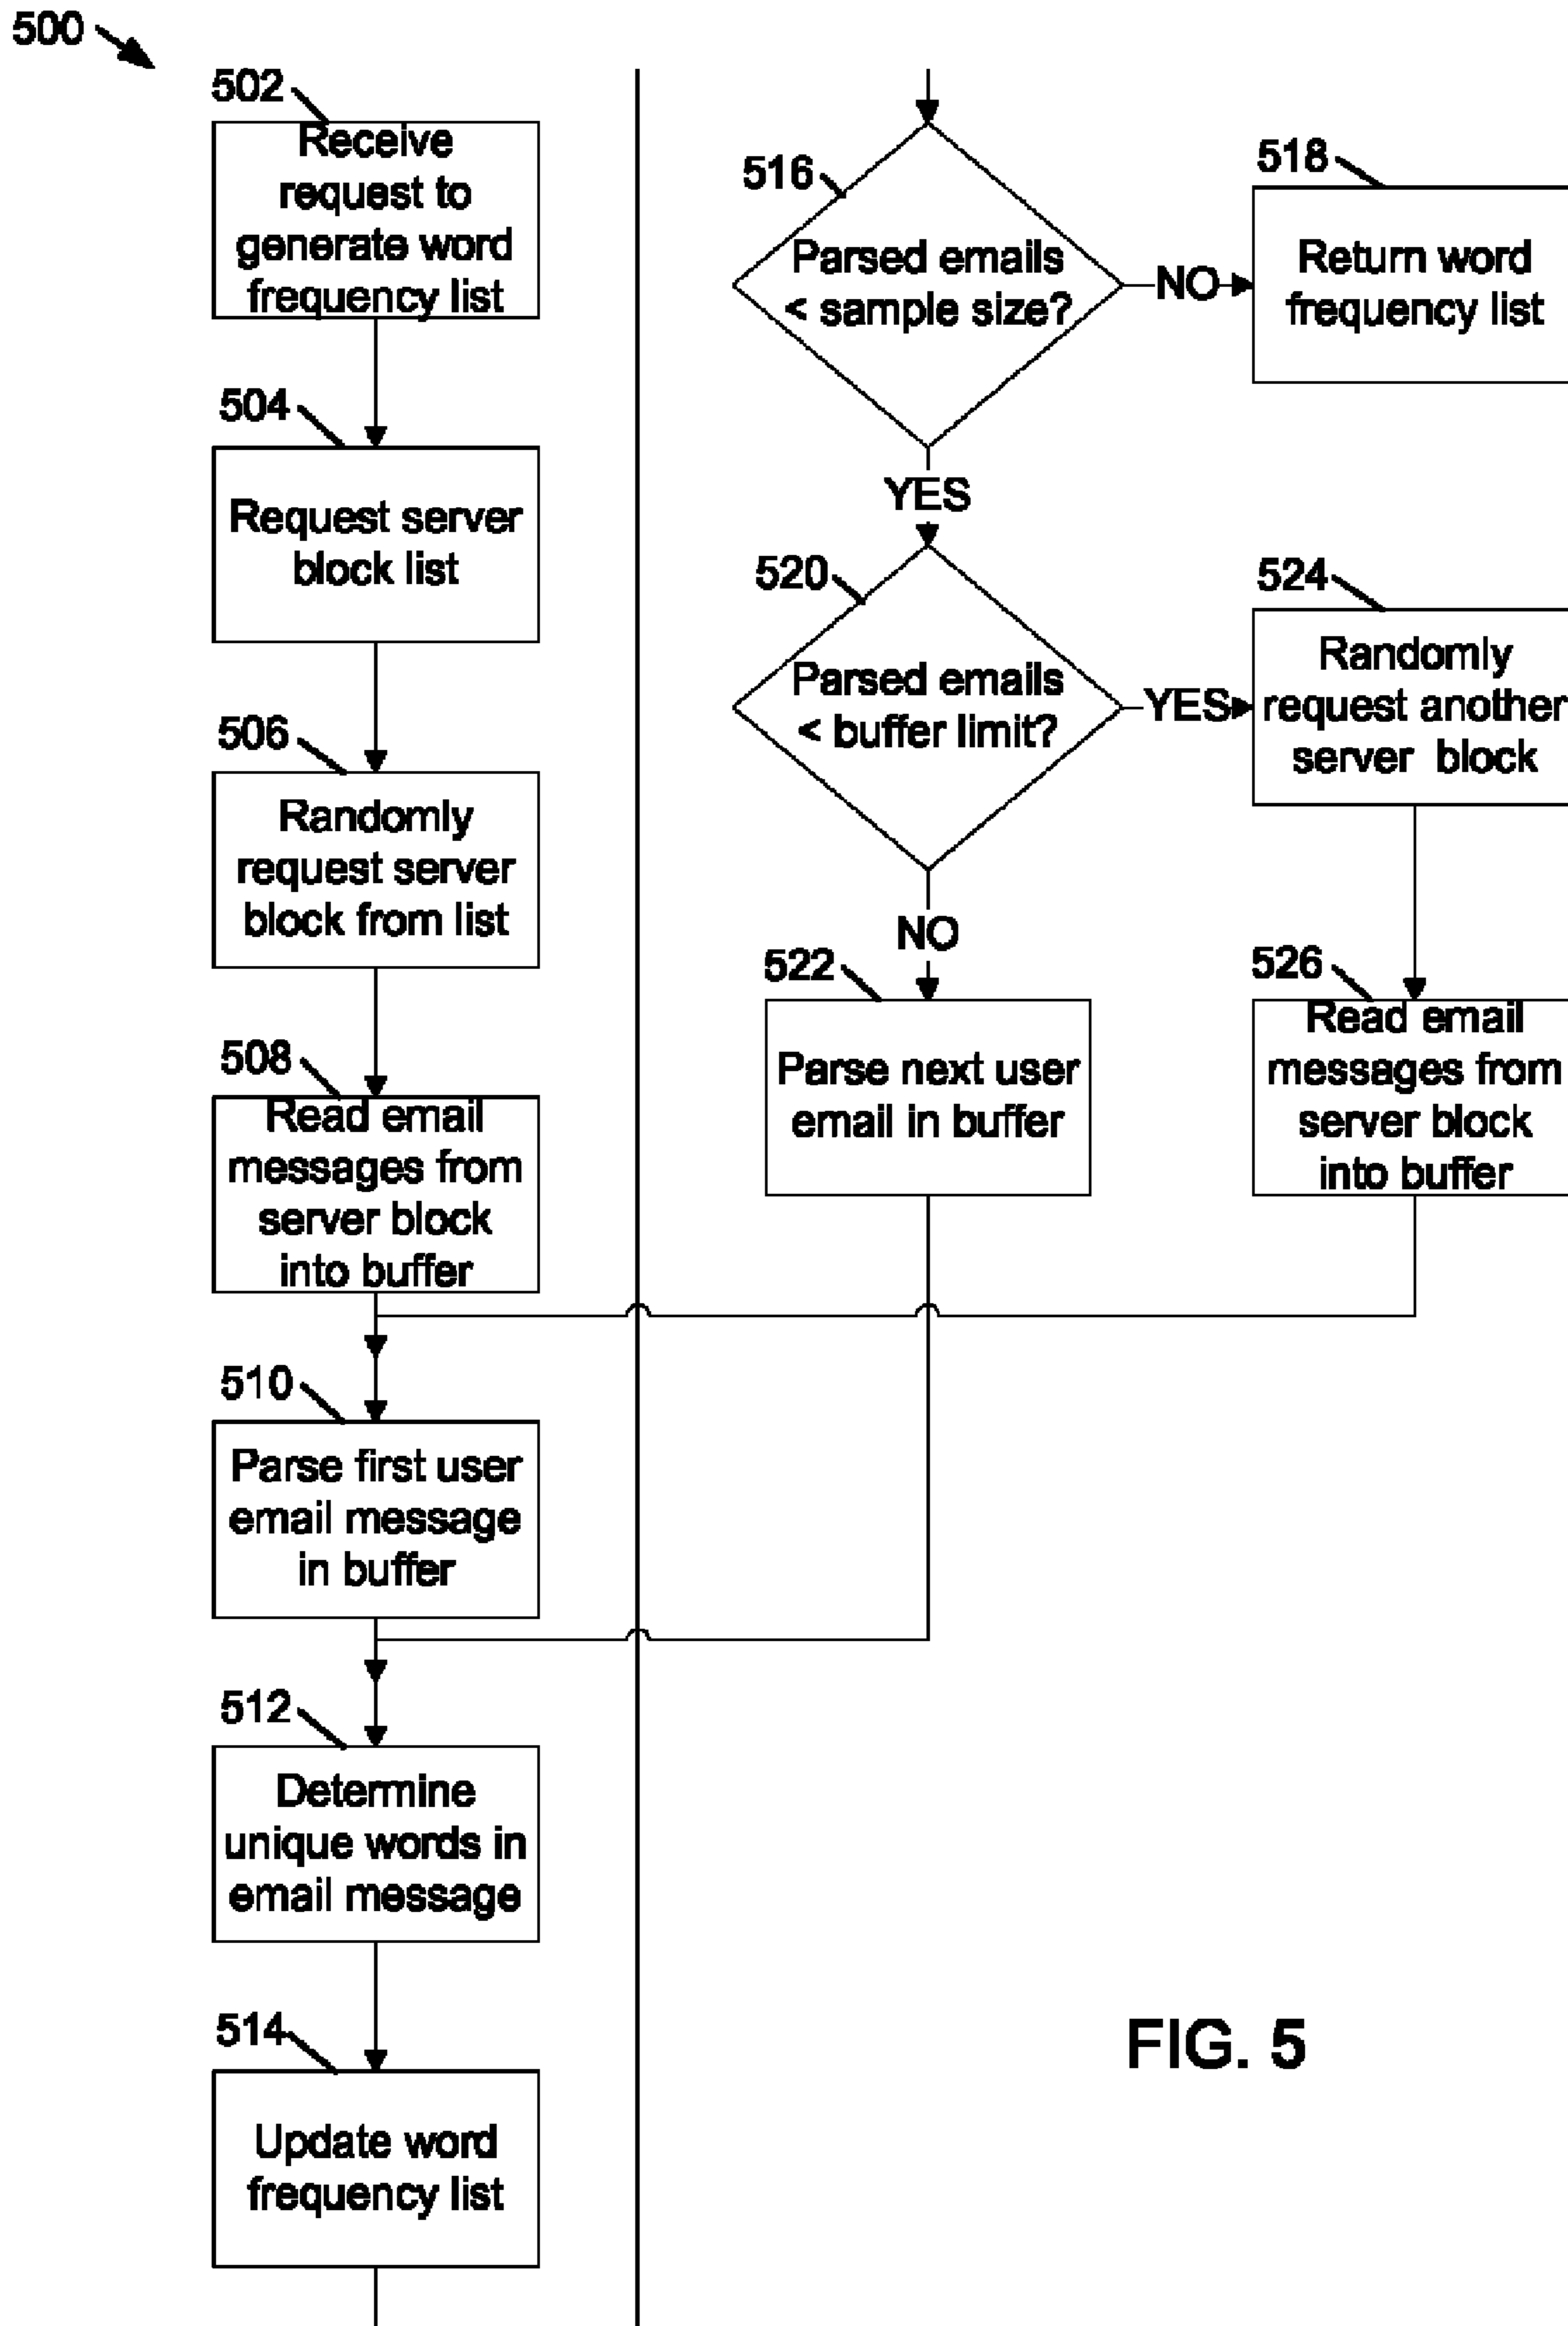 500
502
Receive
request to
generate word
frequency list
504
Request server
block list
506
Randomly
request server
block from list
508
Read email
messages from
server block
into buffer
510
Parse first user
email message
in buffer
512
Determine
unique words in
email message
514
Update word
frequency list
516
Parsed emails
< sample size?
NO
518
Return word
frequency list
YES
520
Parsed emails
< buffer limit?
YES
524
Randomly
request another
server block
NO
522
Parse next user
email in buffer
526
Read email
messages from
server block
into buffer
FIG. 5